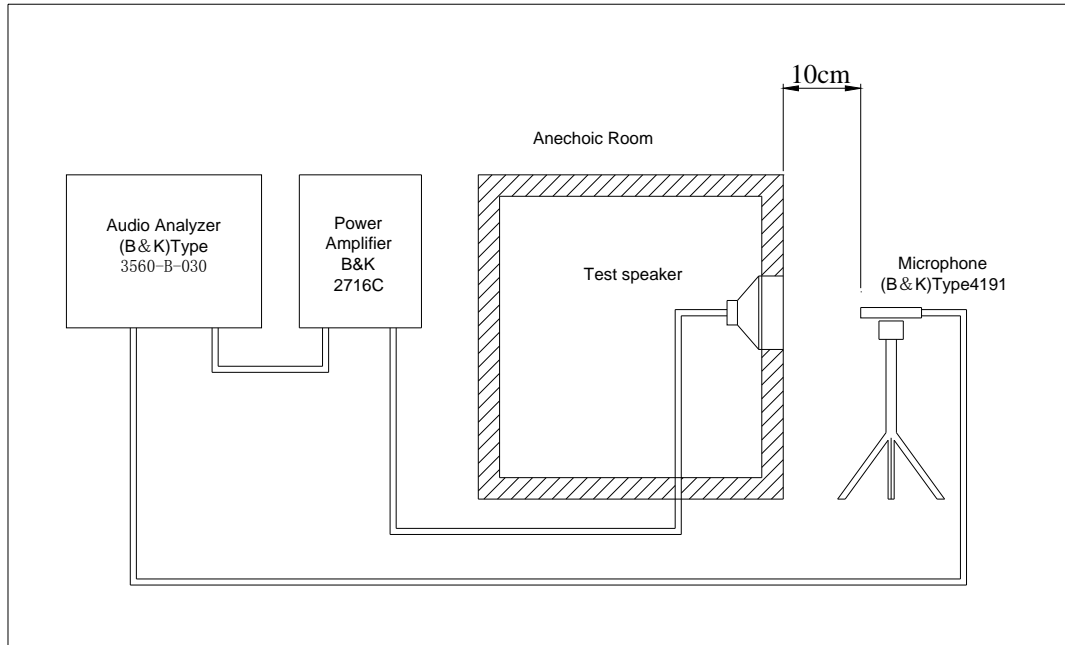 10cm
Anechoic Room
Audio Analyzer
(B&K)Type
3560-B-030
Power
Amplifier
B&K
2716C
Test speaker
Microphone
(B&K)Type4191